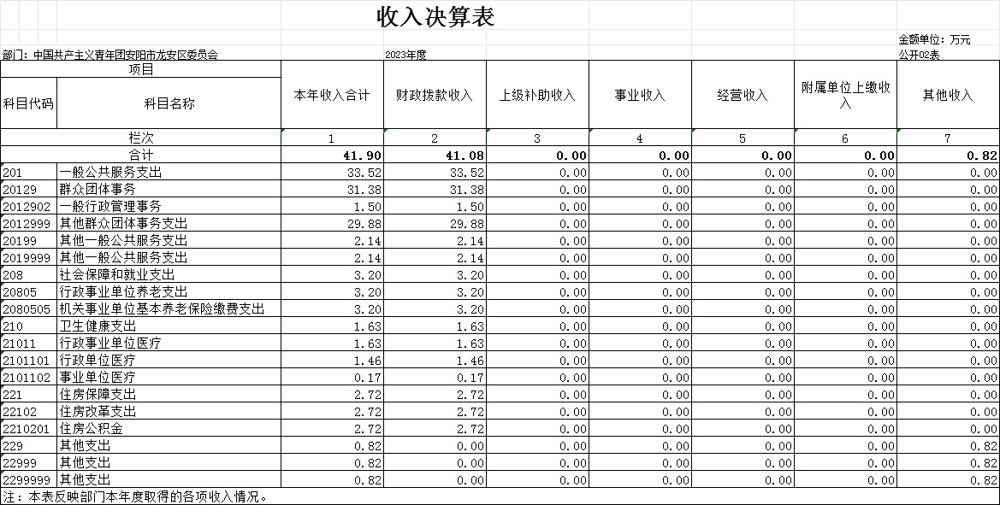 收入决算表
金额单位：万元
部门：中国共产主义青年团安阳市龙安区委员会 2023年度 公开02表
项目
科目代码 科目名称 本年收入合计 财政拨款收入 上级补助收入 事业收入 经营收入 附属单位上缴收入 其他收入
栏次 1 2 3 4 5 6 7
合计 41.90 41.08 0.00 0.00 0.00 0.00 0.82
201 一般公共服务支出 33.52 33.52 0.00 0.00 0.00 0.00 0.00
20129 群众团体事务 31.38 31.38 0.00 0.00 0.00 0.00 0.00
2012902 一般行政管理事务 1.50 1.50 0.00 0.00 0.00 0.00 0.00
2012999 其他群众团体事务支出 29.88 29.88 0.00 0.00 0.00 0.00 0.00
20199 其他一般公共服务支出 2.14 2.14 0.00 0.00 0.00 0.00 0.00
2019999 其他一般公共服务支出 2.14 2.14 0.00 0.00 0.00 0.00 0.00
208 社会保障和就业支出 3.20 3.20 0.00 0.00 0.00 0.00 0.00
20805 行政事业单位养老支出 3.20 3.20 0.00 0.00 0.00 0.00 0.00
2080505 机关事业单位基本养老保险缴费支出 3.20 3.20 0.00 0.00 0.00 0.00 0.00
210 卫生健康支出 1.63 1.63 0.00 0.00 0.00 0.00 0.00
21011 行政事业单位医疗 1.63 1.63 0.00 0.00 0.00 0.00 0.00
2101101 行政单位医疗 1.46 1.46 0.00 0.00 0.00 0.00 0.00
2101102 事业单位医疗 0.17 0.17 0.00 0.00 0.00 0.00 0.00
221 住房保障支出 2.72 2.72 0.00 0.00 0.00 0.00 0.00
22102 住房改革支出 2.72 2.72 0.00 0.00 0.00 0.00 0.00
2210201 住房公积金 2.72 2.72 0.00 0.00 0.00 0.00 0.00
229 其他支出 0.82 0.00 0.00 0.00 0.00 0.00 0.82
22999 其他支出 0.82 0.00 0.00 0.00 0.00 0.00 0.82
2299999 其他支出 0.82 0.00 0.00 0.00 0.00 0.00 0.82
注：本表反映部门本年度取得的各项收入情况。